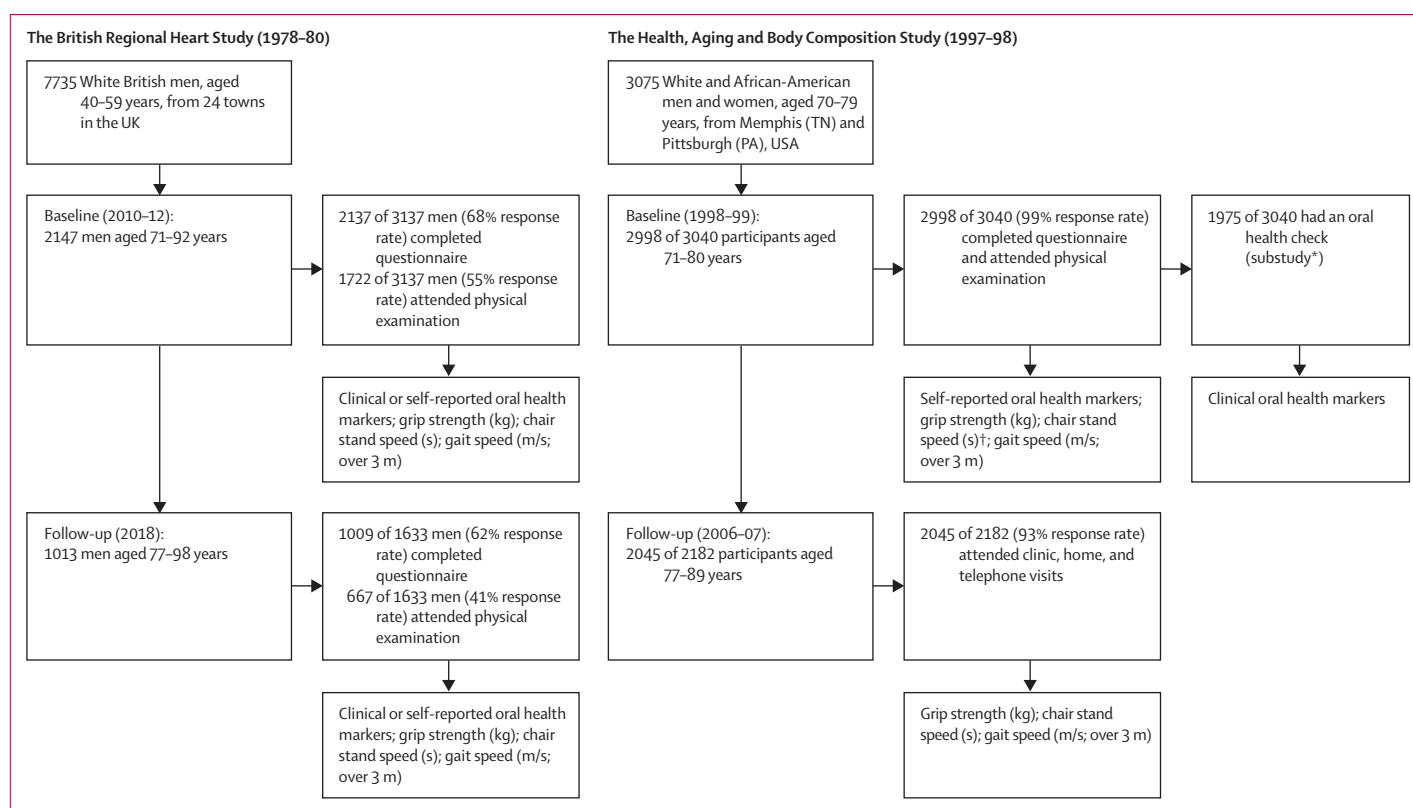 The British Regional Heart Study (1978–80)
7735 White British men, aged
40–59 years, from 24 towns
in the UK
Baseline (2010–12):
2147 men aged 71–92 years
2137 of 3137 men (68% response
rate) completed
questionnaire
1722 of 3137 men (55% response
rate) attended physical
examination
Clinical or self-reported oral health
markers; grip strength (kg); chair
stand speed (s); gait speed (m/s;
over 3 m)
Follow-up (2018):
1013 men aged 77–98 years
1009 of 1633 men (62% response
rate) completed
questionnaire
667 of 1633 men (41% response
rate) attended physical
examination
Clinical or self-reported oral health
markers; grip strength (kg); chair
stand speed (s); gait speed (m/s;
over 3 m)
The Health, Aging and Body Composition Study (1997–98)
3075 White and African-American
men and women, aged 70–79
years, from Memphis (TN) and
Pittsburgh (PA), USA
Baseline (1998–99):
2998 of 3040 participants aged
71–80 years
2998 of 3040 (99% response rate)
completed questionnaire
and attended physical
examination
1975 of 3040 had an oral
health check
(substudy*)
Self-reported oral health markers;
grip strength (kg); chair stand
speed (s)†; gait speed (m/s;
over 3 m)
Clinical oral health markers
Follow-up (2006–07):
2045 of 2182 participants aged
77–89 years
2045 of 2182 (93% response rate)
attended clinic, home, and
telephone visits
Grip strength (kg); chair stand
speed (s); gait speed (m/s; over 3 m)